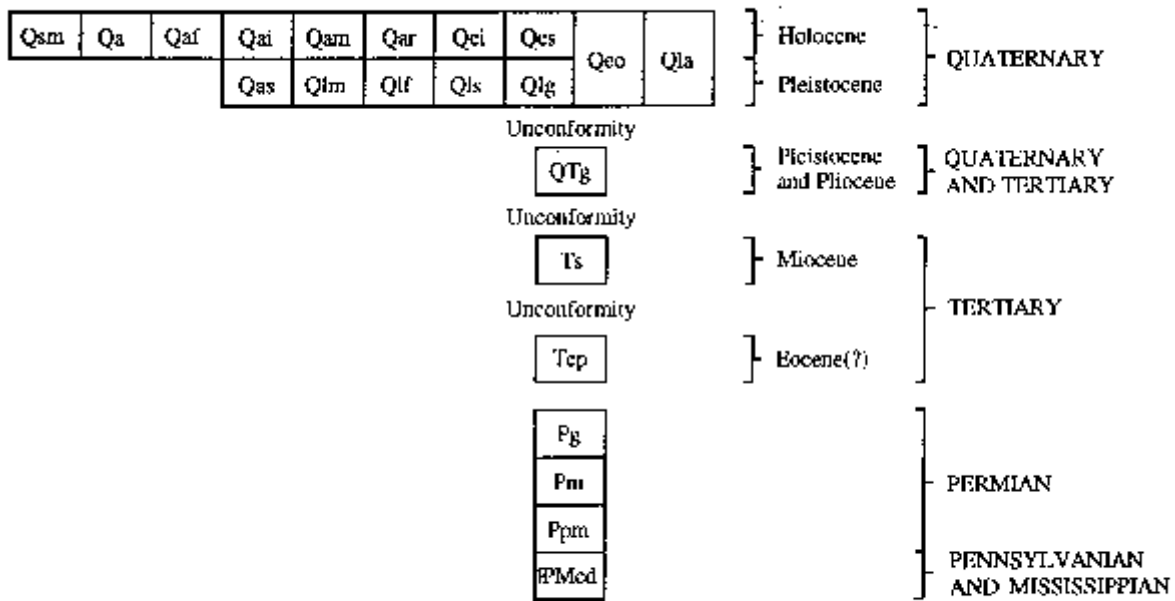 Qsm Qa Qaf Qai Qam Qar Qei Qes Qeo Qla Holocene QUATERNARY
Qas Qlm Qlf Qls Qlg Pleistocene
Unconformity
QTg Pleistocene and Pliocene QUATERNARY AND TERTIARY
Unconformity
Ts Miocene
Unconformity TERTIARY
Tcp Eocene(?)
Pg
Pm PERMIAN
Ppm
ℙMcd PENNSYLVANIAN
AND MISSISSIPPIAN